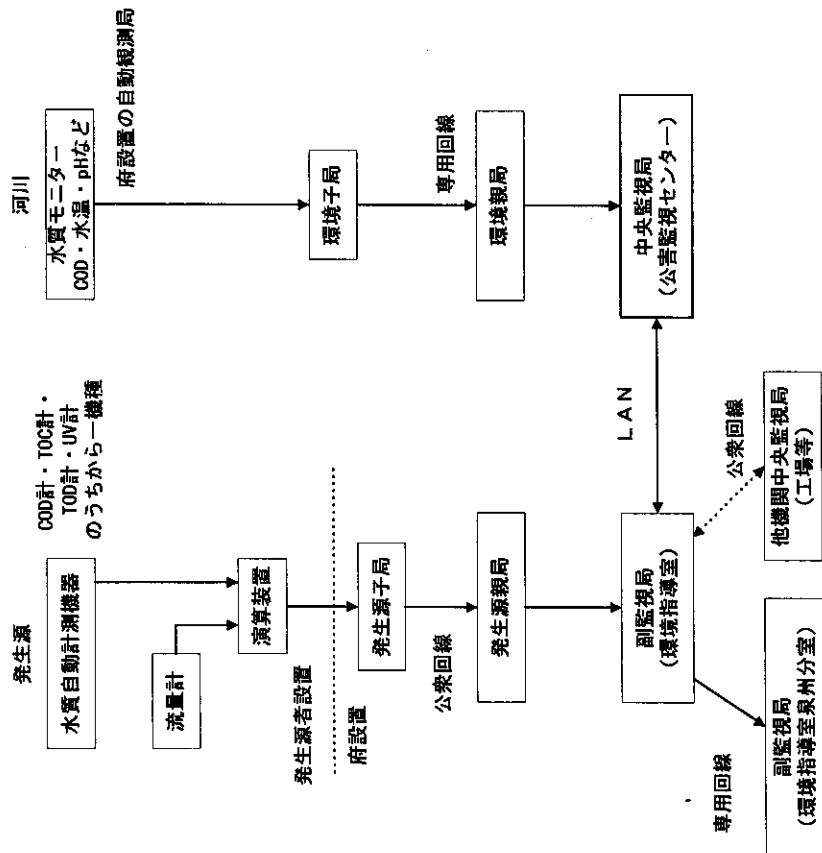 発生源
水質自動計測機器
COD計・TOC計・
TOD計・UV計
のうちから一機種
流量計
演算装置
発生源者設置
府設置
発生源子局
公衆回線
発生源親局
副監視局
(環境指導室)
専用回線
副監視局
(環境指導室泉州分室)
公衆回線
他機関中央監視局
(工場等)
LAN
河川
水質モニター
COD・水温・pHなど
府設置の自動観測局
環境子局
専用回線
環境親局
中央監視局
(公害監視センター)